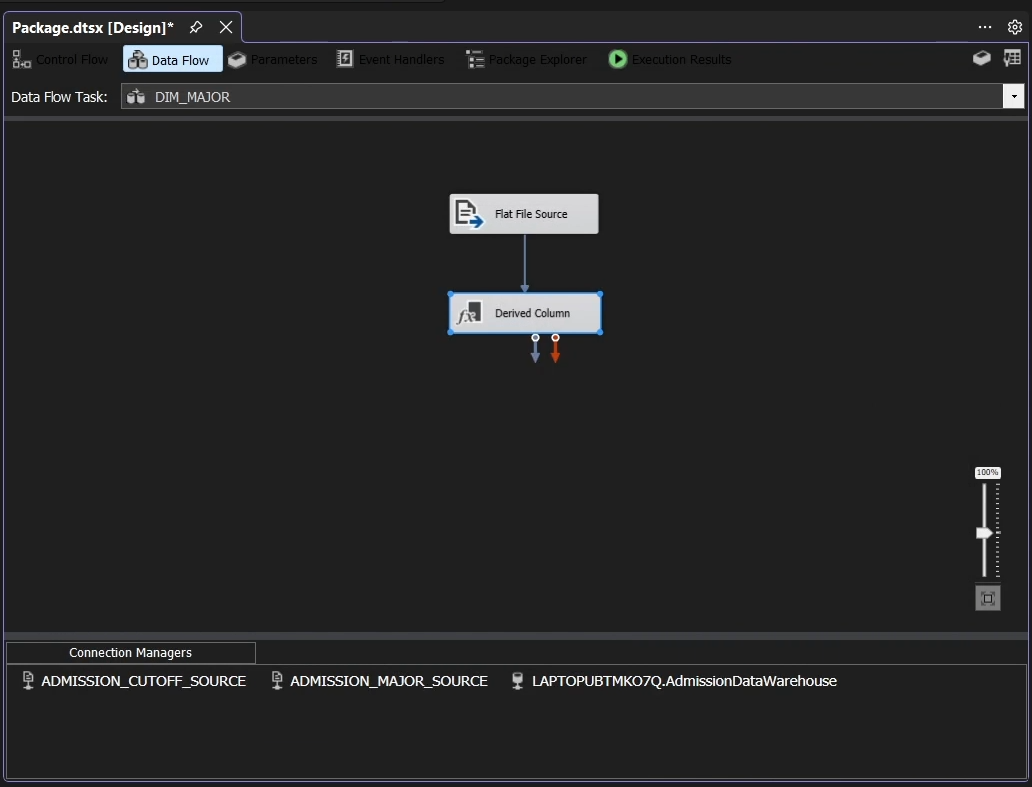 Package.dtsx [Design]*
Control Flow Data Flow Parameters Event Handlers Package Explorer Execution Results
Data Flow Task: DIM_MAJOR
Flat File Source
fx Derived Column
100%
Connection Managers
ADMISSION_CUTOFF_SOURCE ADMISSION_MAJOR_SOURCE LAPTOPUBTMKO7Q.AdmissionDataWarehouse